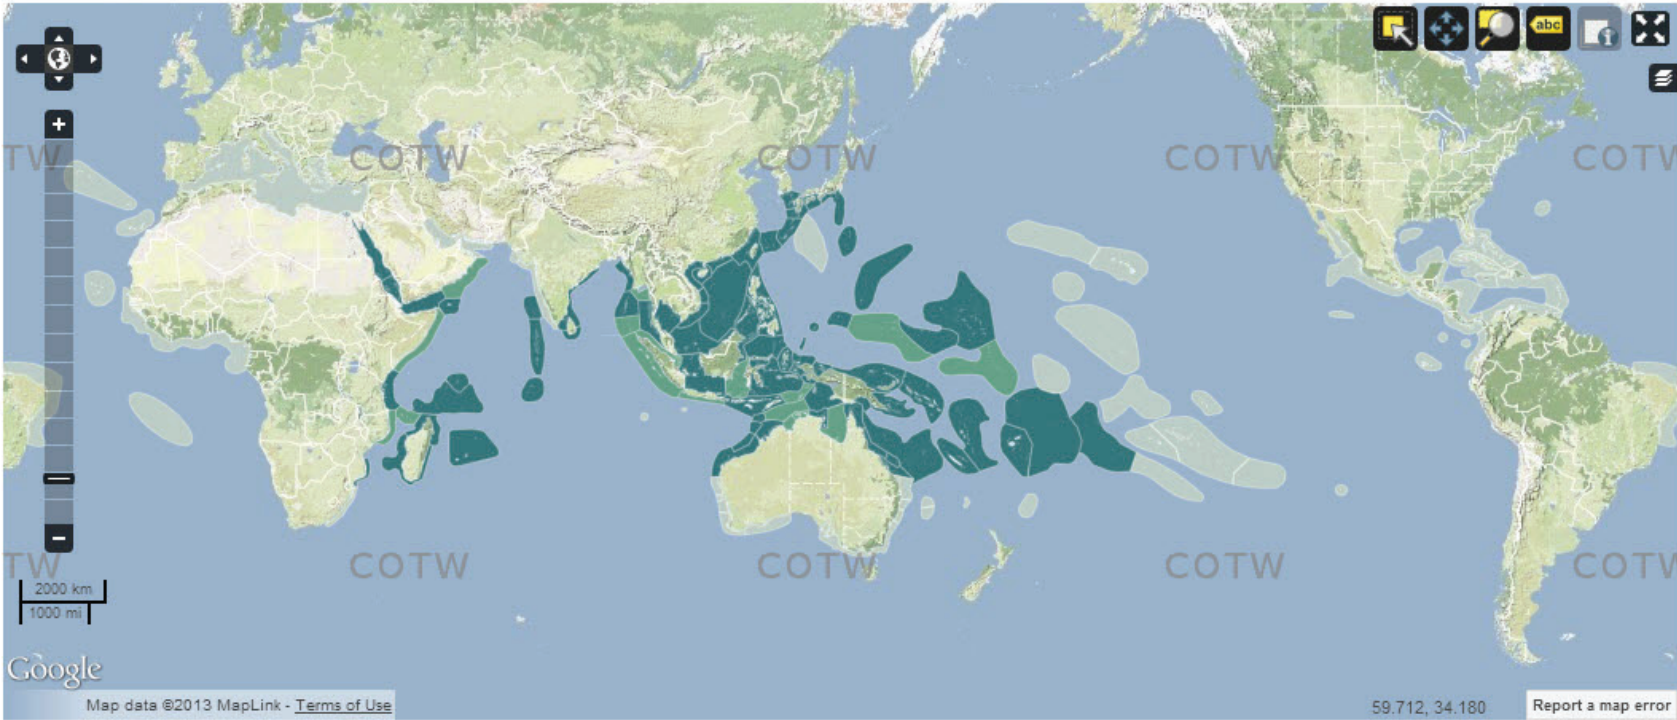 abc
+
TW COTW COTW COTW COTW
−
TW COTW COTW COTW COTW
2000 km
1000 mi
Google
Map data ©2013 MapLink - Terms of Use
59.712, 34.180
Report a map error